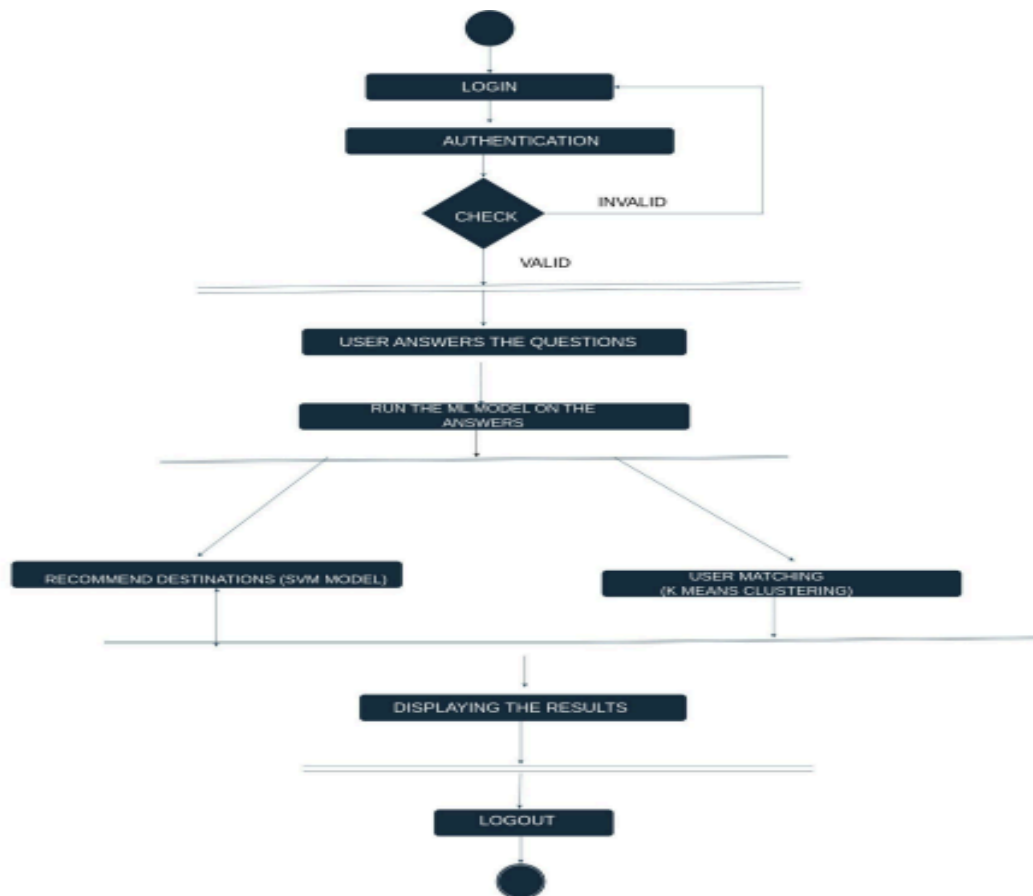 LOGIN
AUTHENTICATION
CHECK
INVALID
VALID
USER ANSWERS THE QUESTIONS
RUN THE ML MODEL ON THE
ANSWERS
RECOMMEND DESTINATIONS (SVM MODEL)
USER MATCHING
(K MEANS CLUSTERING)
DISPLAYING THE RESULTS
LOGOUT